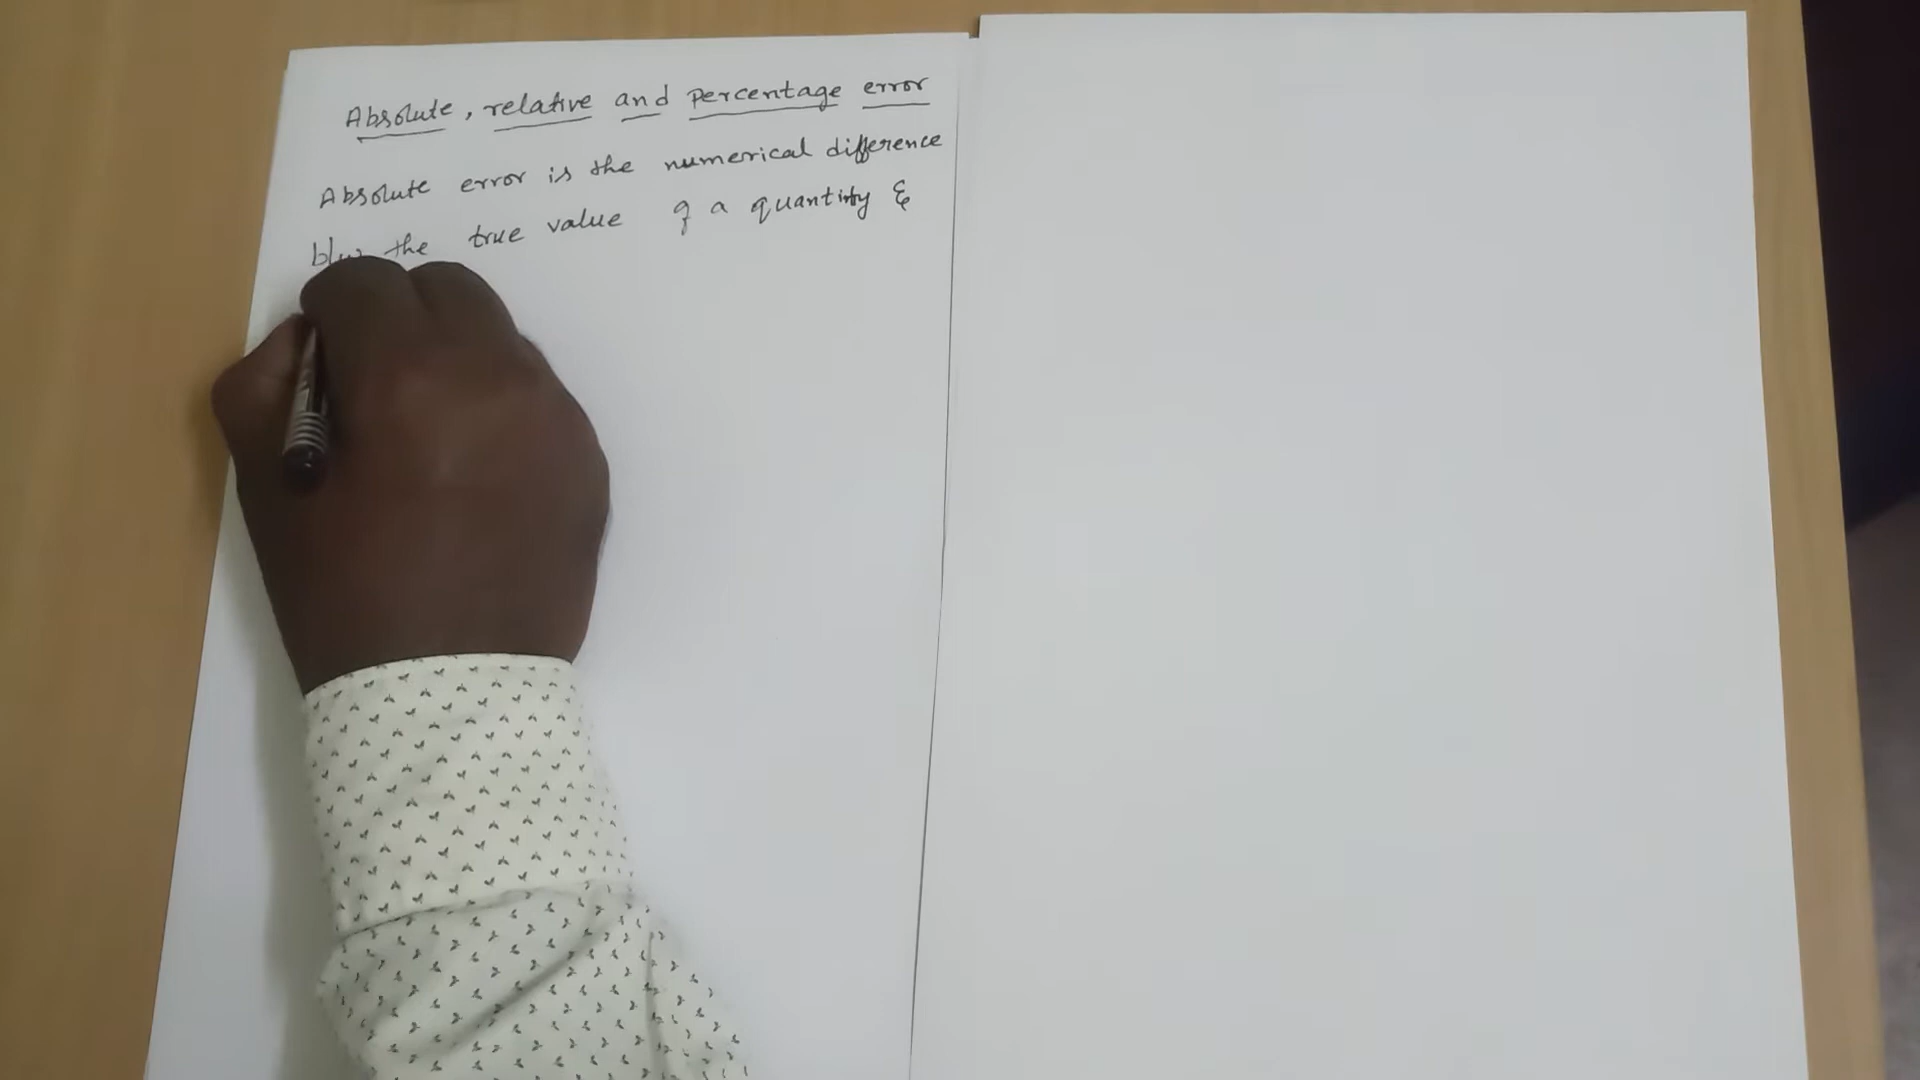 Absolute, relative and percentage error
Absolute error is the numerical difference
b/w the true value of a quantity &